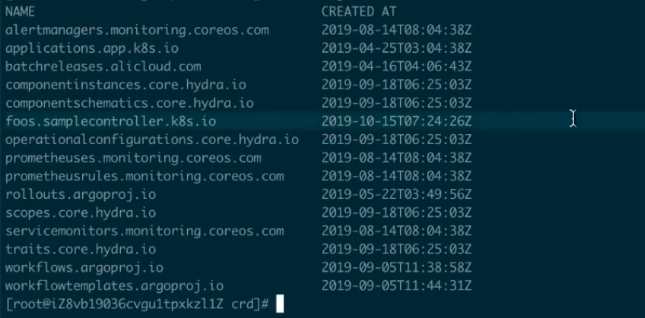 NAME CREATED AT
alertmanagers.monitoring.coreos.com 2019-08-14T08:04:38Z
applications.app.k8s.io 2019-04-25T03:04:38Z
batchreleases.alicloud.com 2019-04-16T04:06:43Z
componentinstances.core.hydra.io 2019-09-18T06:25:03Z
componentschematics.core.hydra.io 2019-09-18T06:25:03Z
foos.samplecontroller.k8s.io 2019-10-15T07:24:26Z
operationalconfigurations.core.hydra.io 2019-09-18T06:25:03Z
prometheuses.monitoring.coreos.com 2019-08-14T08:04:38Z
prometheusrules.monitoring.coreos.com 2019-08-14T08:04:38Z
rollouts.argoproj.io 2019-05-22T03:49:56Z
scopes.core.hydra.io 2019-09-18T06:25:03Z
servicemonitors.monitoring.coreos.com 2019-08-14T08:04:38Z
traits.core.hydra.io 2019-09-18T06:25:03Z
workflows.argoproj.io 2019-09-05T11:38:58Z
workflowtemplates.argoproj.io 2019-09-05T11:44:31Z
[root@iZ8vb19036cvgu1tpxkzl1Z crd]#